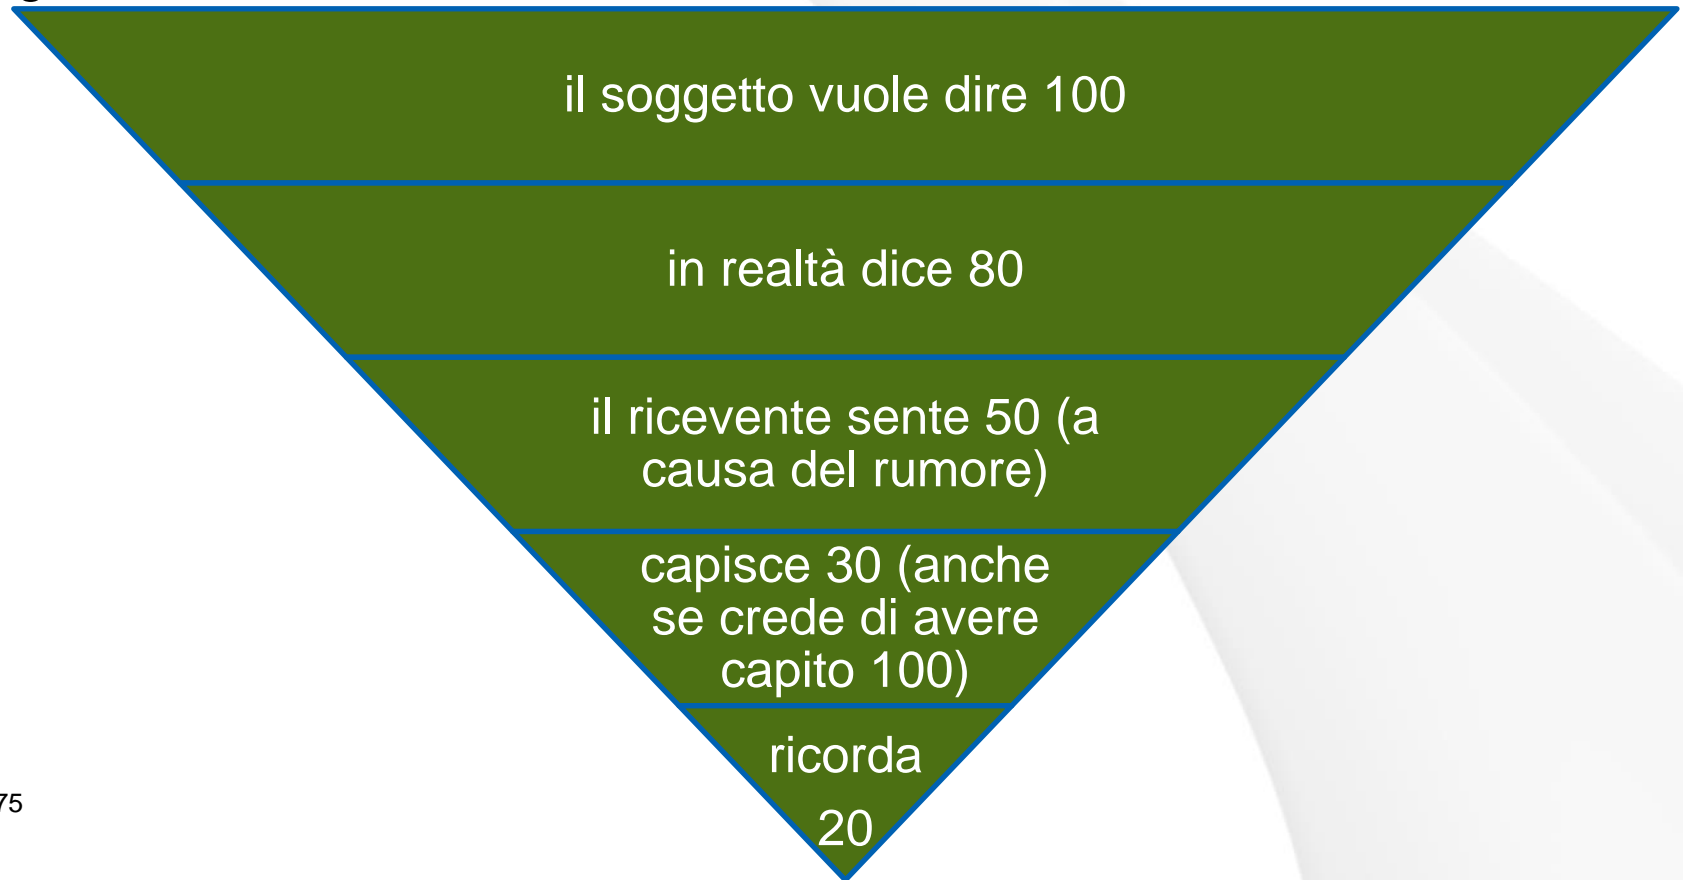 il soggetto vuole dire 100
in realtà dice 80
il ricevente sente 50 (a
causa del rumore)
capisce 30 (anche
se crede di avere
capito 100)
ricorda
20
75